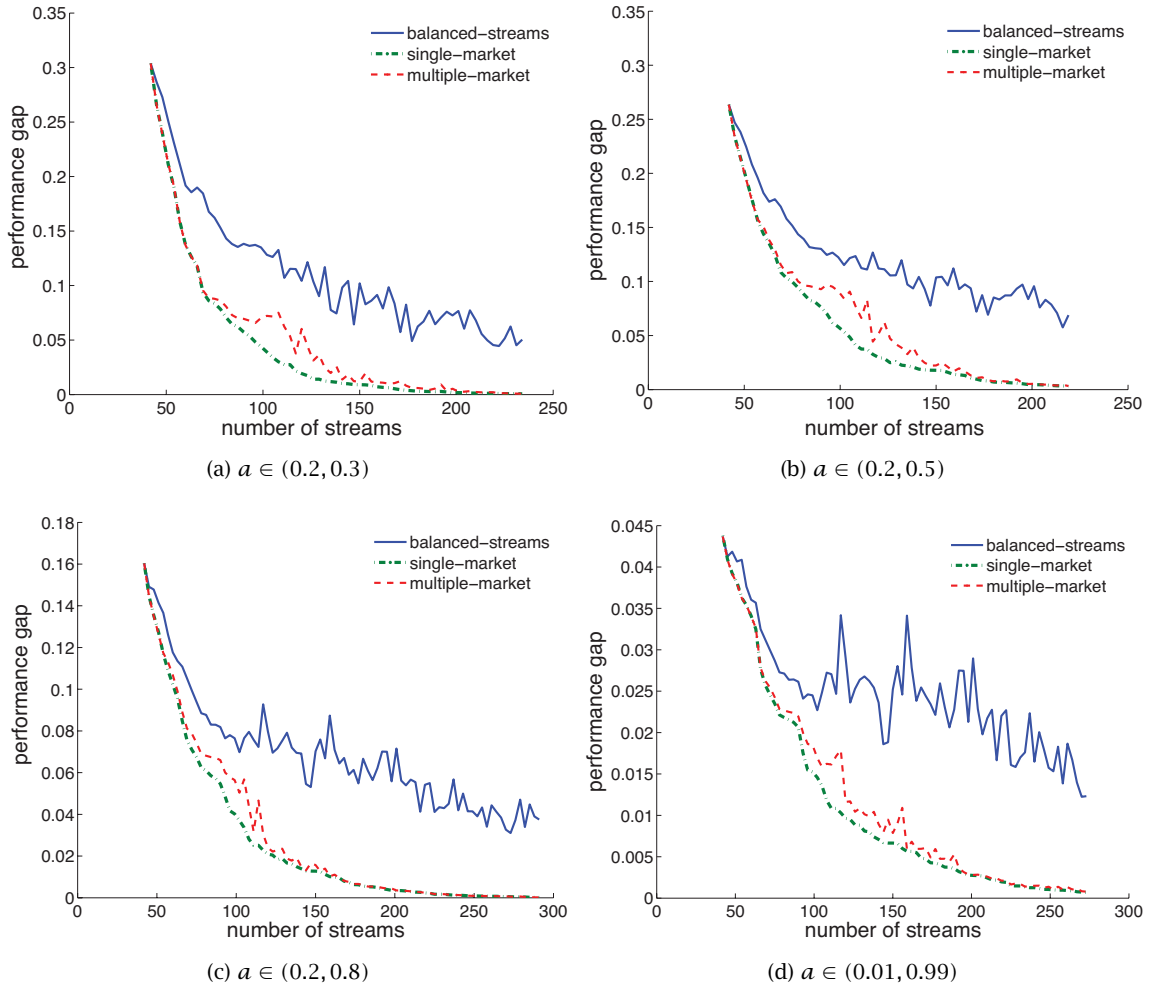 0.35
0.3
0.25
0.2
0.15
0.1
0.05
0
0
50
100
150
200
250
performance gap
number of streams
balanced−streams
single−market
multiple−market
(a) a ∈ (0.2, 0.3)
0.35
0.3
0.25
0.2
0.15
0.1
0.05
0
0
50
100
150
200
250
performance gap
number of streams
balanced−streams
single−market
multiple−market
(b) a ∈ (0.2, 0.5)
0.18
0.16
0.14
0.12
0.1
0.08
0.06
0.04
0.02
0
0
50
100
150
200
250
300
performance gap
number of streams
balanced−streams
single−market
multiple−market
(c) a ∈ (0.2, 0.8)
0.045
0.04
0.035
0.03
0.025
0.02
0.015
0.01
0.005
0
0
50
100
150
200
250
300
performance gap
number of streams
balanced−streams
single−market
multiple−market
(d) a ∈ (0.01, 0.99)